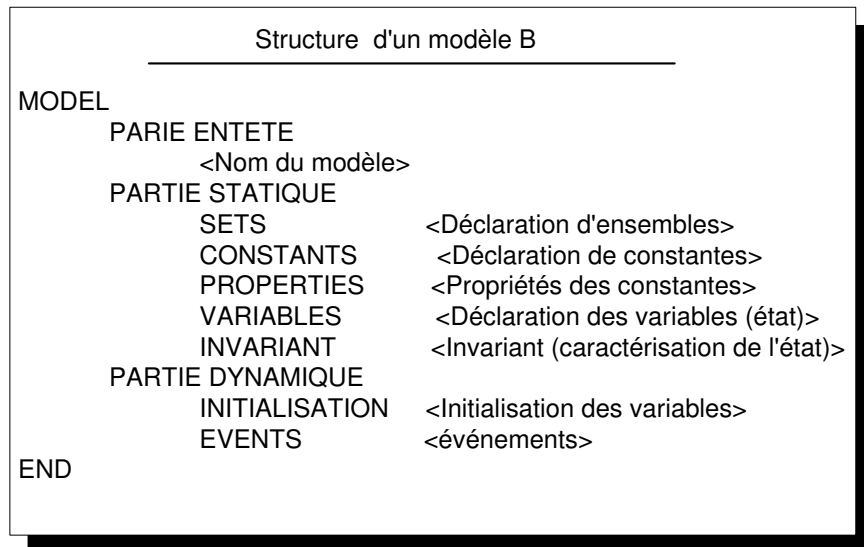 Structure d'un modèle B
MODEL
PARIE ENTETE
<Nom du modèle>
PARTIE STATIQUE
SETS <Déclaration d'ensembles>
CONSTANTS <Déclaration de constantes>
PROPERTIES <Propriétés des constantes>
VARIABLES <Déclaration des variables (état)>
INVARIANT <Invariant (caractérisation de l'état)>
PARTIE DYNAMIQUE
INITIALISATION <Initialisation des variables>
EVENTS <événements>
END